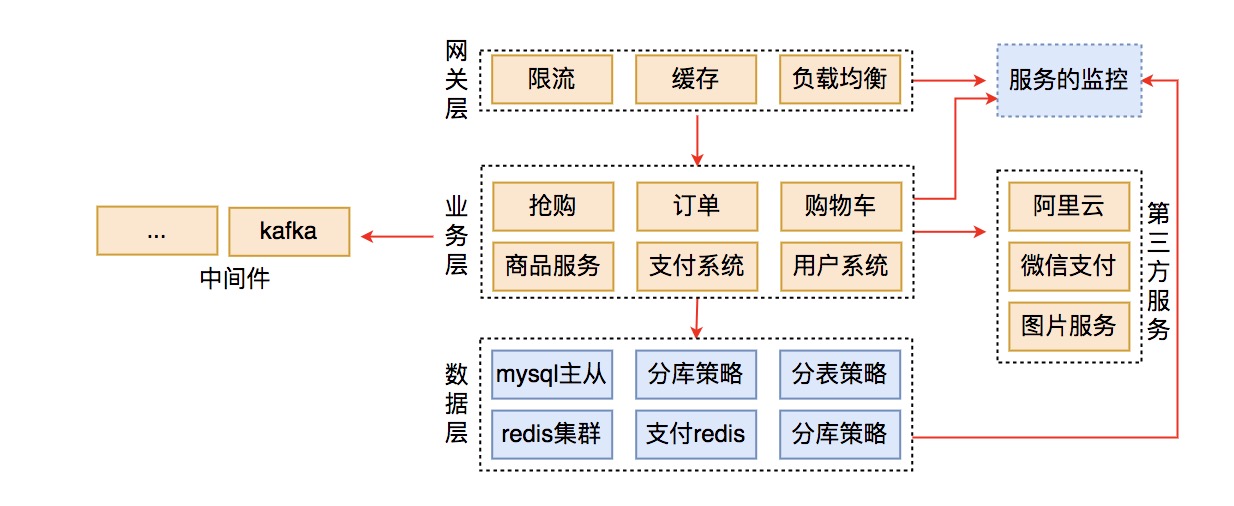 网关层
限流
缓存
负载均衡
服务的监控
业务层
抢购
订单
购物车
商品服务
支付系统
用户系统
...
kafka
中间件
第三方服务
阿里云
微信支付
图片服务
数据层
mysql主从
分库策略
分表策略
redis集群
支付redis
分库策略